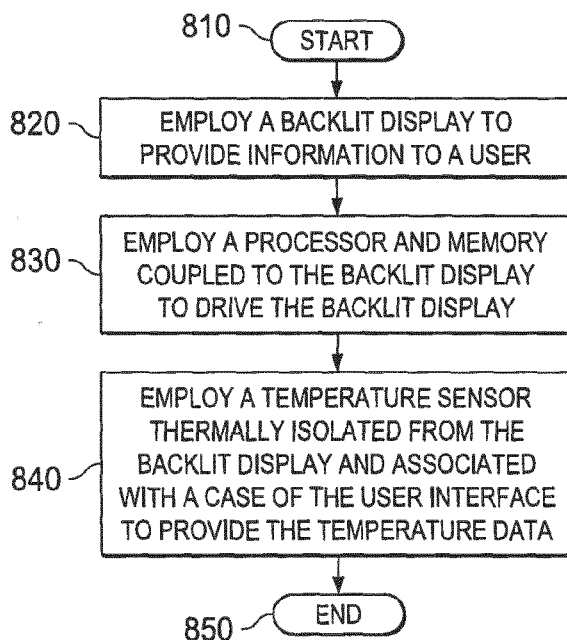 810
START
820
EMPLOY A BACKLIT DISPLAY TO
PROVIDE INFORMATION TO A USER
830
EMPLOY A PROCESSOR AND MEMORY
COUPLED TO THE BACKLIT DISPLAY
TO DRIVE THE BACKLIT DISPLAY
840
EMPLOY A TEMPERATURE SENSOR
THERMALLY ISOLATED FROM THE
BACKLIT DISPLAY AND ASSOCIATED
WITH A CASE OF THE USER INTERFACE
TO PROVIDE THE TEMPERATURE DATA
850
END